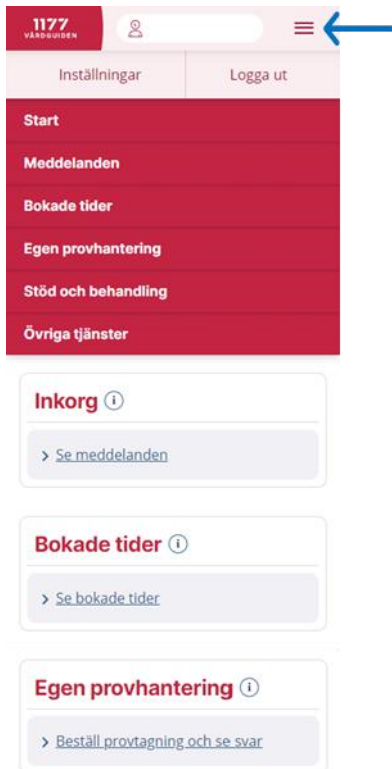 1177
VÅRDGUIDEN
Inställningar Logga ut
Start
Meddelanden
Bokade tider
Egen provhantering
Stöd och behandling
Övriga tjänster
Inkorg i
Se meddelanden
Bokade tider i
Se bokade tider
Egen provhantering i
Beställ provtagning och se svar